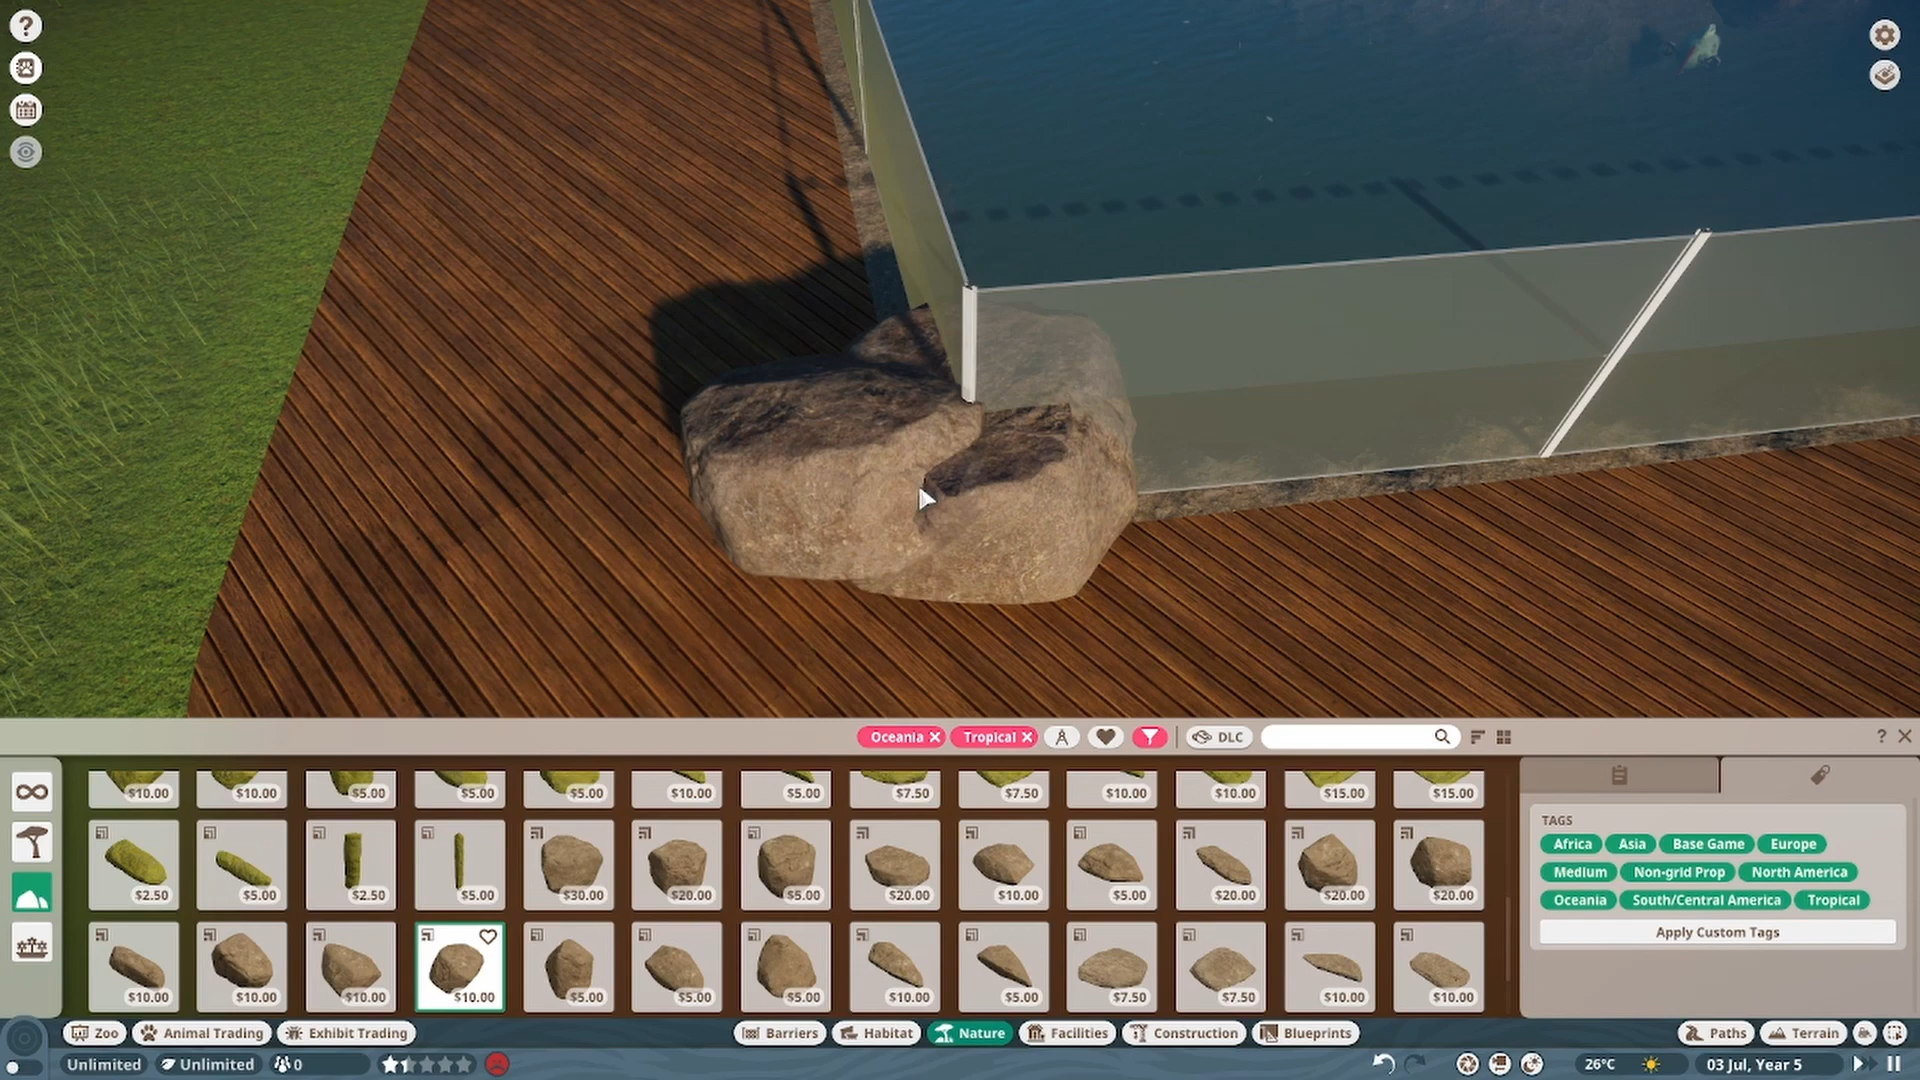 Oceania ✕ Tropical ✕ DLC ?
$10.00 $10.00 $5.00 $5.00 $5.00 $10.00 $5.00 $7.50 $7.50 $10.00 $10.00 $15.00 $15.00
$2.50 $5.00 $2.50 $5.00 $30.00 $20.00 $5.00 $20.00 $10.00 $5.00 $20.00 $20.00 $20.00
$10.00 $10.00 $10.00 $10.00 $5.00 $5.00 $5.00 $10.00 $5.00 $7.50 $7.50 $10.00 $10.00
TAGS
Africa Asia Base Game Europe
Medium Non-grid Prop North America
Oceania South/Central America Tropical
Apply Custom Tags
Zoo Animal Trading Exhibit Trading Barriers Habitat Nature Facilities Construction Blueprints Paths Terrain
Unlimited Unlimited 0 26°C 03 Jul, Year 5